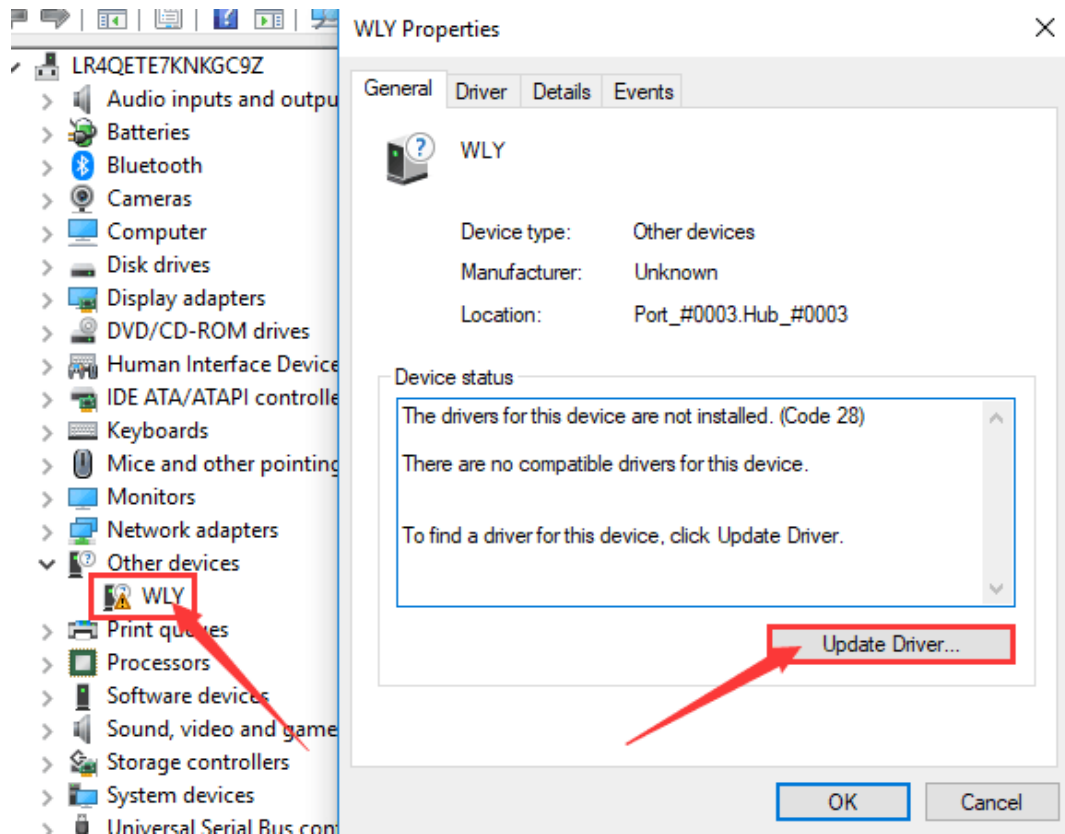 LR4QETE7KNKGC9Z
Audio inputs and outpu
Batteries
Bluetooth
Cameras
Computer
Disk drives
Display adapters
DVD/CD-ROM drives
Human Interface Device
IDE ATA/ATAPI controlle
Keyboards
Mice and other pointing
Monitors
Network adapters
Other devices
WLY
Print queues
Processors
Software devices
Sound, video and game
Storage controllers
System devices
Universal Serial Bus cont
WLY Properties
General Driver Details Events
WLY
Device type: Other devices
Manufacturer: Unknown
Location: Port_#0003.Hub_#0003
Device status
The drivers for this device are not installed. (Code 28)
There are no compatible drivers for this device.
To find a driver for this device, click Update Driver.
Update Driver...
OK Cancel